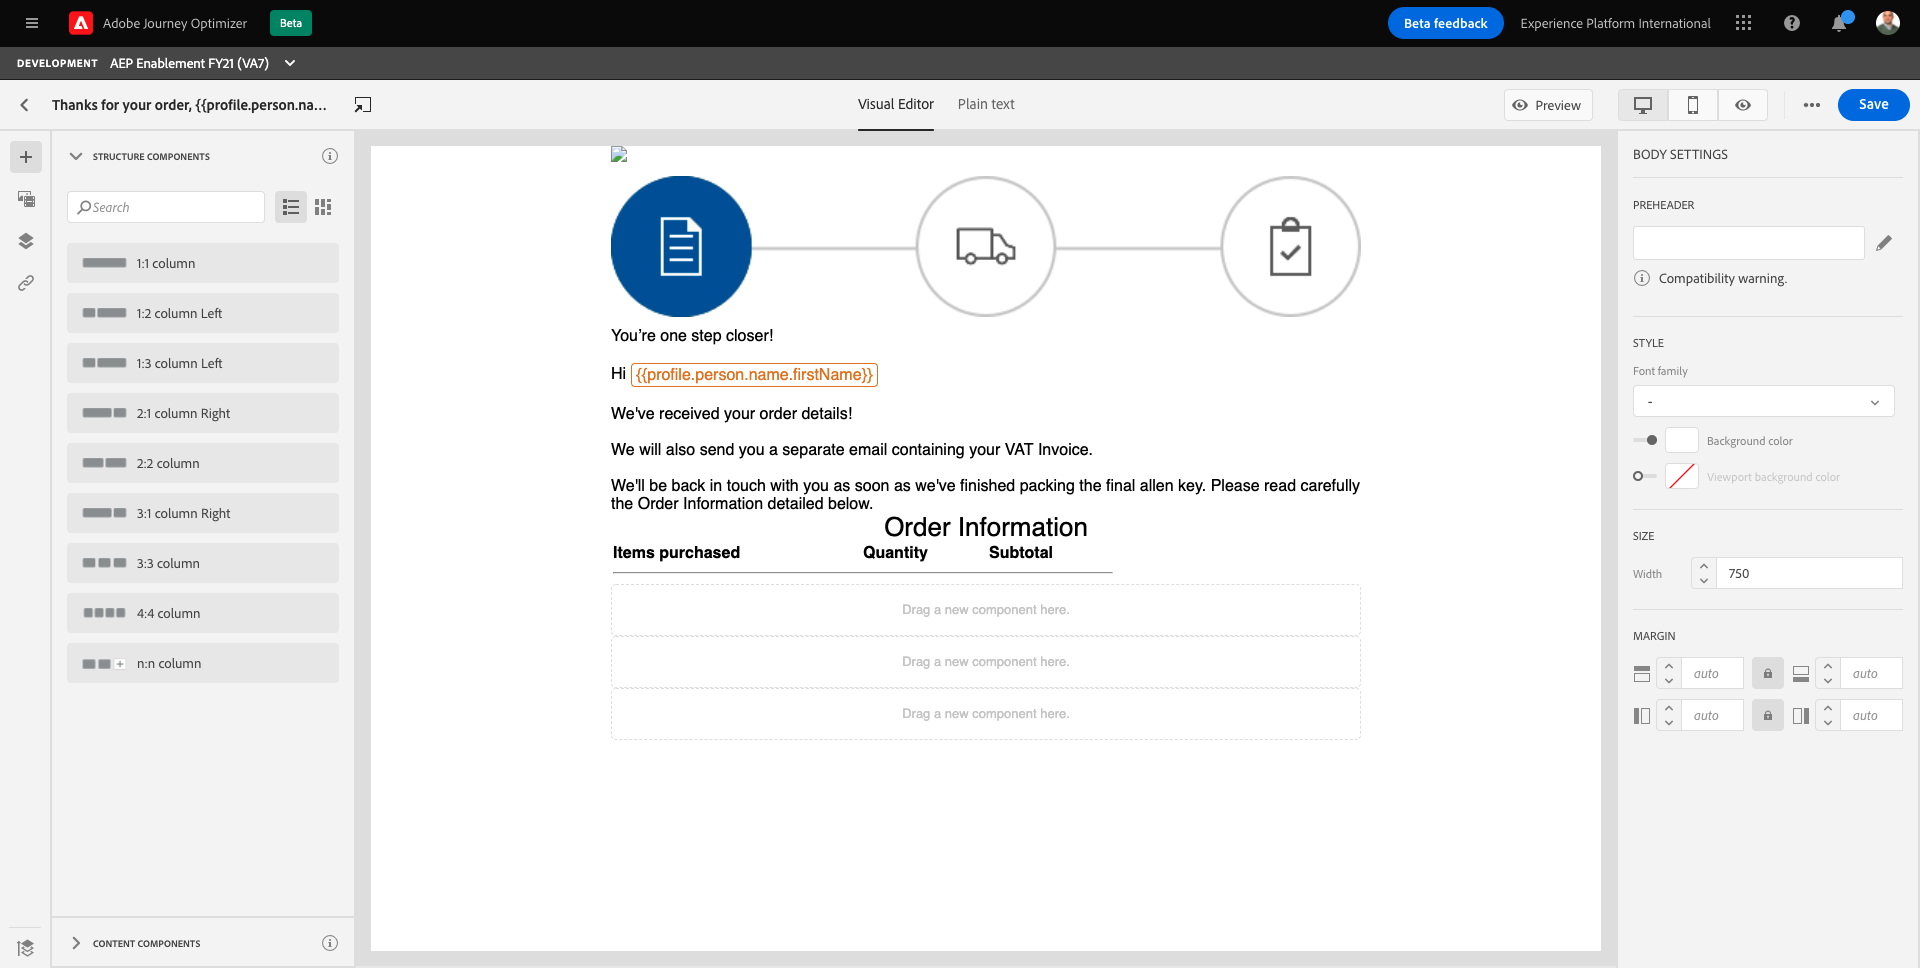 Adobe Journey Optimizer
Beta
Beta feedback
Experience Platform International
DEVELOPMENT
AEP Enablement FY21 (VA7)
Thanks for your order, {{profile.person.na...
Visual Editor
Plain text
Preview
Save
STRUCTURE COMPONENTS
Search
1:1 column
1:2 column Left
1:3 column Left
2:1 column Right
2:2 column
3:1 column Right
3:3 column
4:4 column
n:n column
CONTENT COMPONENTS
You’re one step closer!
Hi {{profile.person.name.firstName}}
We've received your order details!
We will also send you a separate email containing your VAT Invoice.
We'll be back in touch with you as soon as we've finished packing the final allen key. Please read carefully
the Order Information detailed below.
Order Information
Items purchased Quantity Subtotal
Drag a new component here.
Drag a new component here.
Drag a new component here.
BODY SETTINGS
PREHEADER
Compatibility warning.
STYLE
Font family
-
Background color
Viewport background color
SIZE
Width 750
MARGIN
auto auto
auto auto